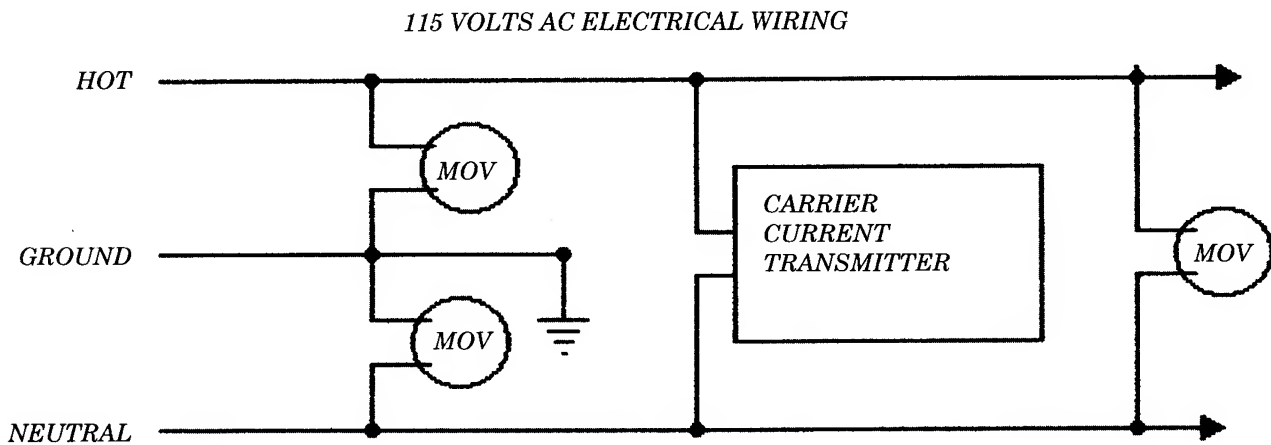 115 VOLTS AC ELECTRICAL WIRING
HOT
MOV
CARRIER
CURRENT
TRANSMITTER
GROUND
MOV
MOV
NEUTRAL